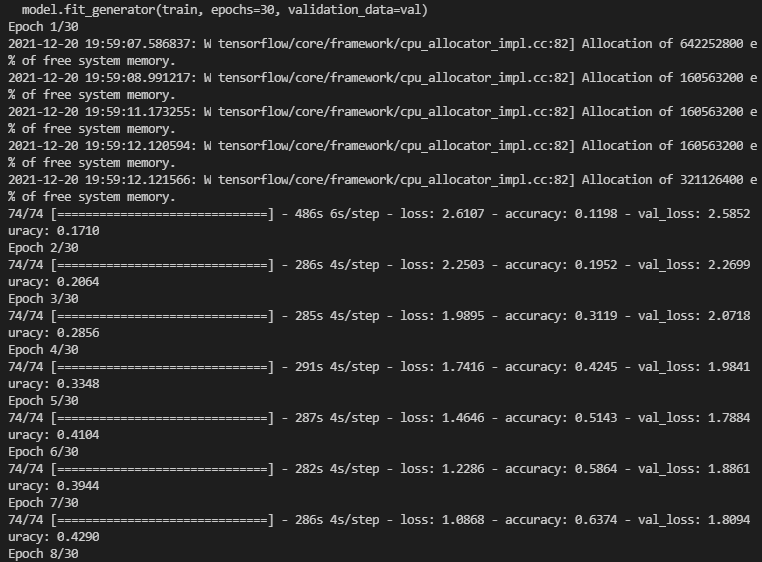 model.fit_generator(train, epochs=30, validation_data=val)
Epoch 1/30
2021-12-20 19:59:07.586837: W tensorflow/core/framework/cpu_allocator_impl.cc:82] Allocation of 642252800 e
% of free system memory.
2021-12-20 19:59:08.991217: W tensorflow/core/framework/cpu_allocator_impl.cc:82] Allocation of 160563200 e
% of free system memory.
2021-12-20 19:59:11.173255: W tensorflow/core/framework/cpu_allocator_impl.cc:82] Allocation of 160563200 e
% of free system memory.
2021-12-20 19:59:12.120594: W tensorflow/core/framework/cpu_allocator_impl.cc:82] Allocation of 160563200 e
% of free system memory.
2021-12-20 19:59:12.121566: W tensorflow/core/framework/cpu_allocator_impl.cc:82] Allocation of 321126400 e
% of free system memory.
74/74 [==============================] - 486s 6s/step - loss: 2.6107 - accuracy: 0.1198 - val_loss: 2.5852
uracy: 0.1710
Epoch 2/30
74/74 [==============================] - 286s 4s/step - loss: 2.2503 - accuracy: 0.1952 - val_loss: 2.2699
uracy: 0.2064
Epoch 3/30
74/74 [==============================] - 285s 4s/step - loss: 1.9895 - accuracy: 0.3119 - val_loss: 2.0718
uracy: 0.2856
Epoch 4/30
74/74 [==============================] - 291s 4s/step - loss: 1.7416 - accuracy: 0.4245 - val_loss: 1.9841
uracy: 0.3348
Epoch 5/30
74/74 [==============================] - 287s 4s/step - loss: 1.4646 - accuracy: 0.5143 - val_loss: 1.7884
uracy: 0.4104
Epoch 6/30
74/74 [==============================] - 282s 4s/step - loss: 1.2286 - accuracy: 0.5864 - val_loss: 1.8861
uracy: 0.3944
Epoch 7/30
74/74 [==============================] - 286s 4s/step - loss: 1.0868 - accuracy: 0.6374 - val_loss: 1.8094
uracy: 0.4290
Epoch 8/30